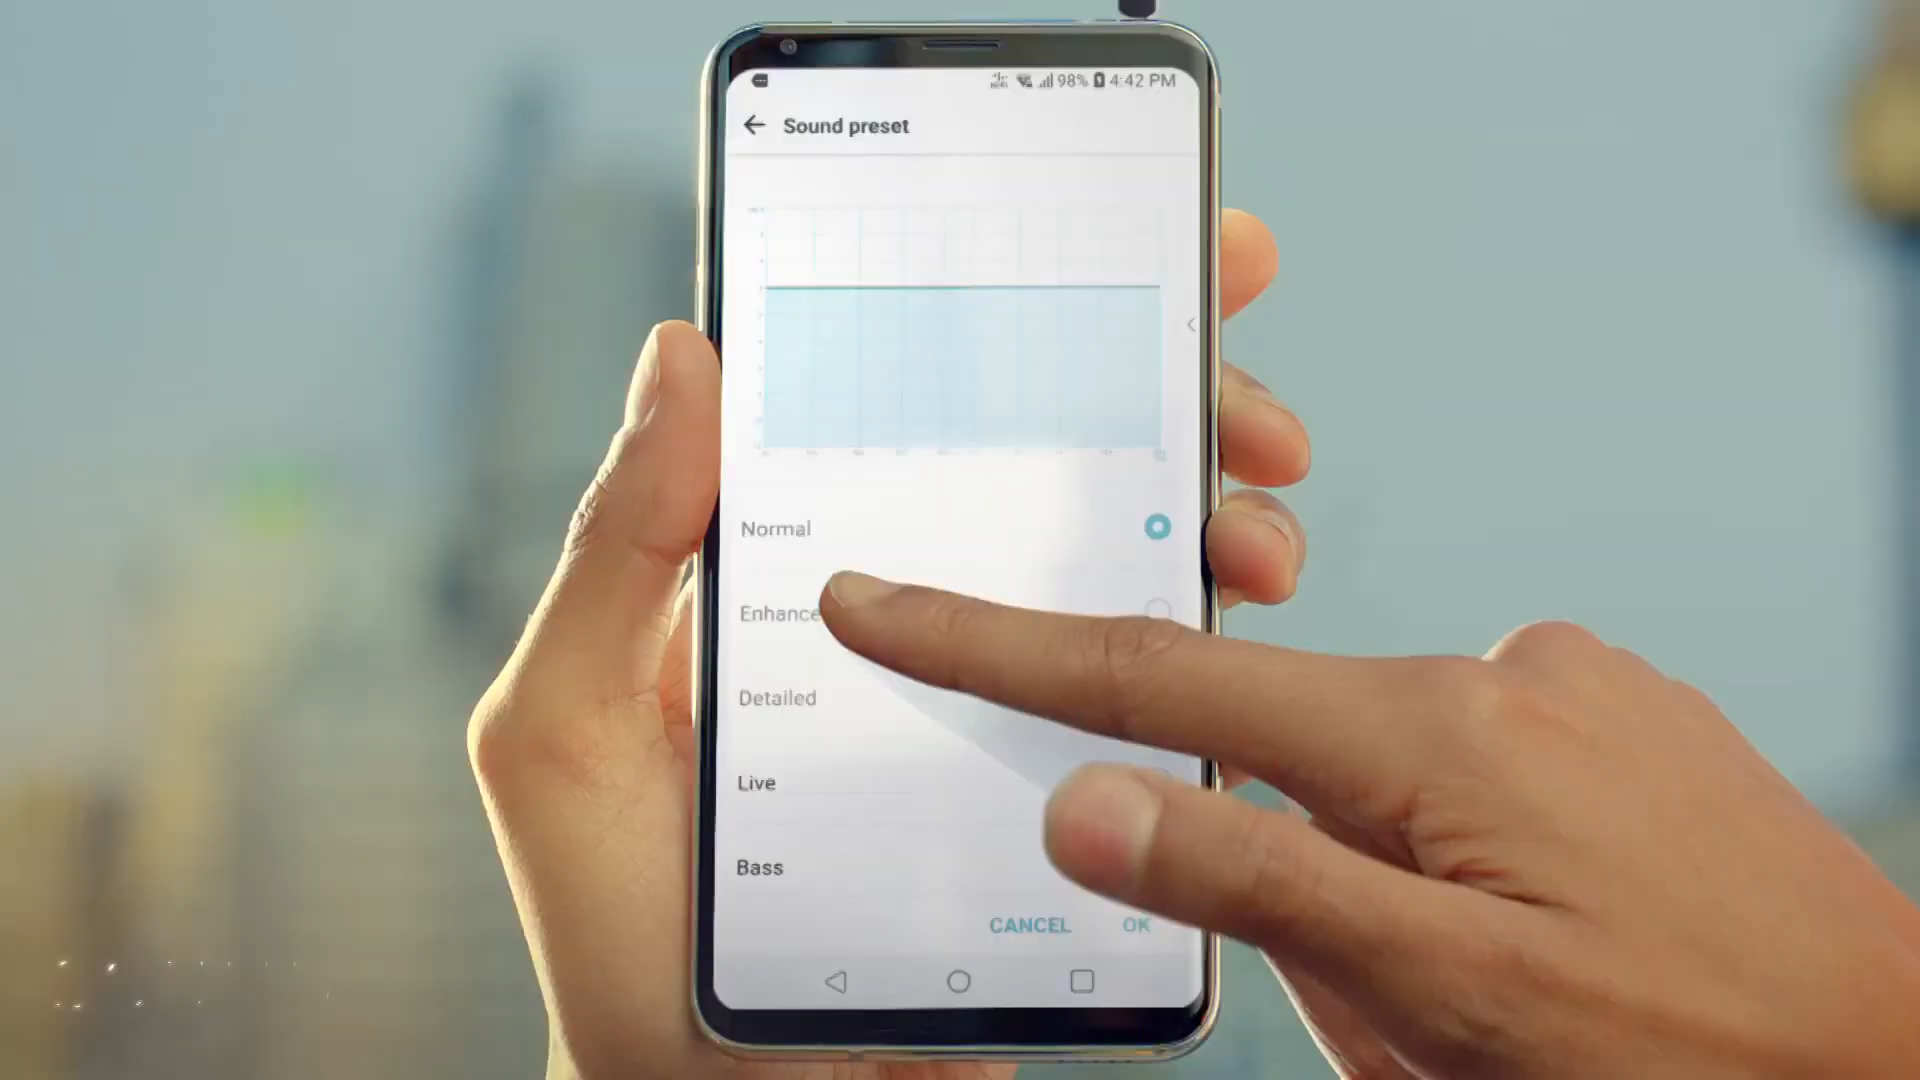 98% 4:42 PM
Sound preset
Normal
Enhance
Detailed
Live
Bass
CANCEL OK